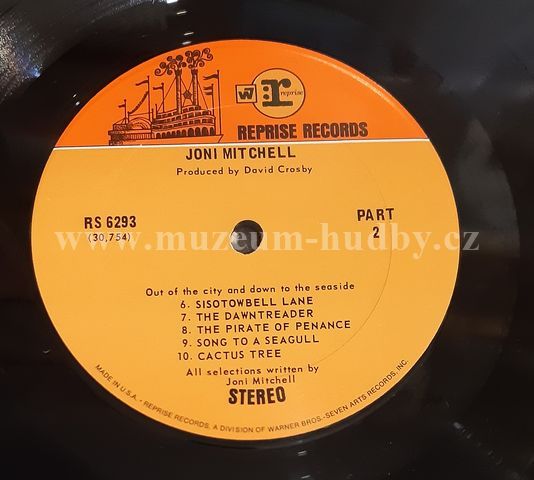 W7 r: reprise
REPRISE RECORDS
JONI MITCHELL
Produced by David Crosby
RS 6293
(30,754)
PART
2
www.muzeum-hudby.cz
Out of the city and down to the seaside
6. SISOTOWBELL LANE
7. THE DAWNTREADER
8. THE PIRATE OF PENANCE
9. SONG TO A SEAGULL
10. CACTUS TREE
All selections written by
Joni Mitchell
STEREO
MADE IN U.S.A. • REPRISE RECORDS, A DIVISION OF WARNER BROS.-SEVEN ARTS RECORDS, INC.